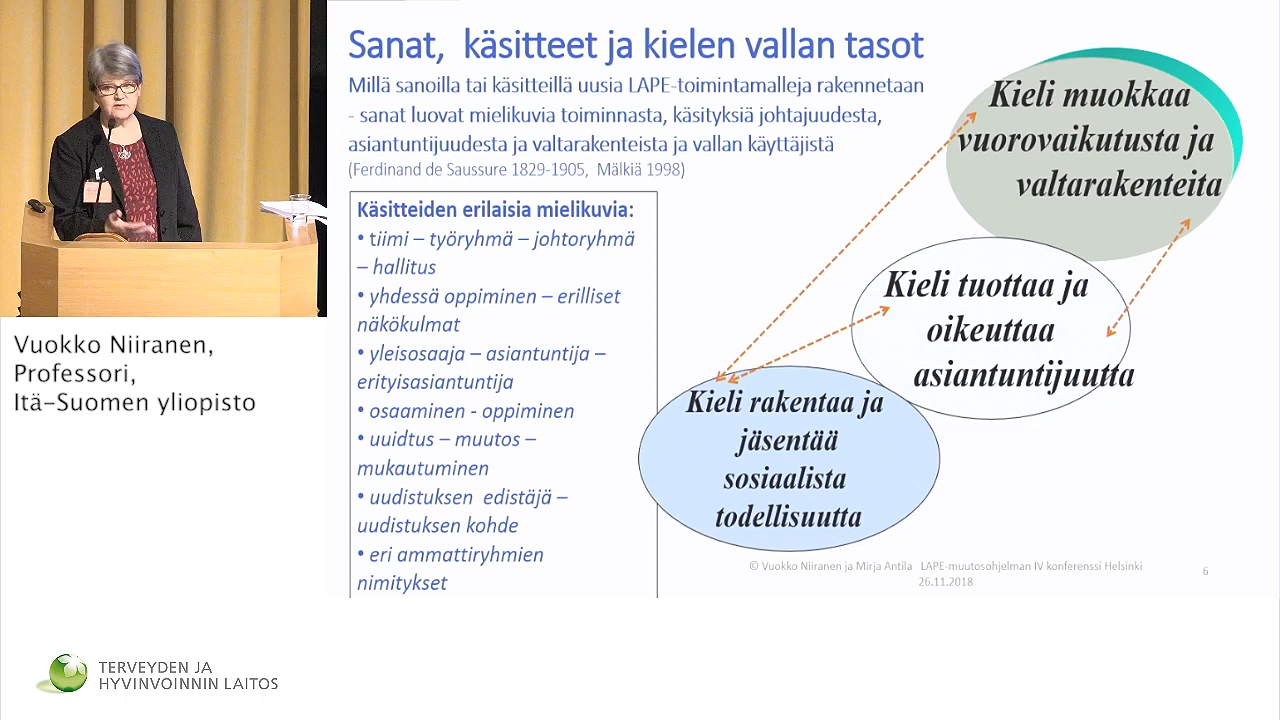 Sanat, käsitteet ja kielen vallan tasot
Millä sanoilla tai käsitteillä uusia LAPE-toimintamalleja rakennetaan
- sanat luovat mielikuvia toiminnasta, käsityksiä johtajuudesta,
asiantuntijuudesta ja valtarakenteista ja vallan käyttäjistä
(Ferdinand de Saussure 1829-1905, Mälkiä 1998)
Käsitteiden erilaisia mielikuvia:
• tiimi – työryhmä – johtoryhmä
– hallitus
• yhdessä oppiminen – erilliset
näkökulmat
• yleisosaaja – asiantuntija –
erityisasiantuntija
• osaaminen - oppiminen
• uuidtus – muutos –
mukautuminen
• uudistuksen edistäjä –
uudistuksen kohde
• eri ammattiryhmien
nimitykset
Kieli muokkaa
vuorovaikutusta ja
valtarakenteita
Kieli tuottaa ja
oikeuttaa
asiantuntijuutta
Kieli rakentaa ja
jäsentää
sosiaalista
todellisuutta
© Vuokko Niiranen ja Mirja Antila LAPE-muutosohjelman IV konferenssi Helsinki
26.11.2018
6
Vuokko Niiranen,
Professori,
Itä-Suomen yliopisto
TERVEYDEN JA
HYVINVOINNIN LAITOS